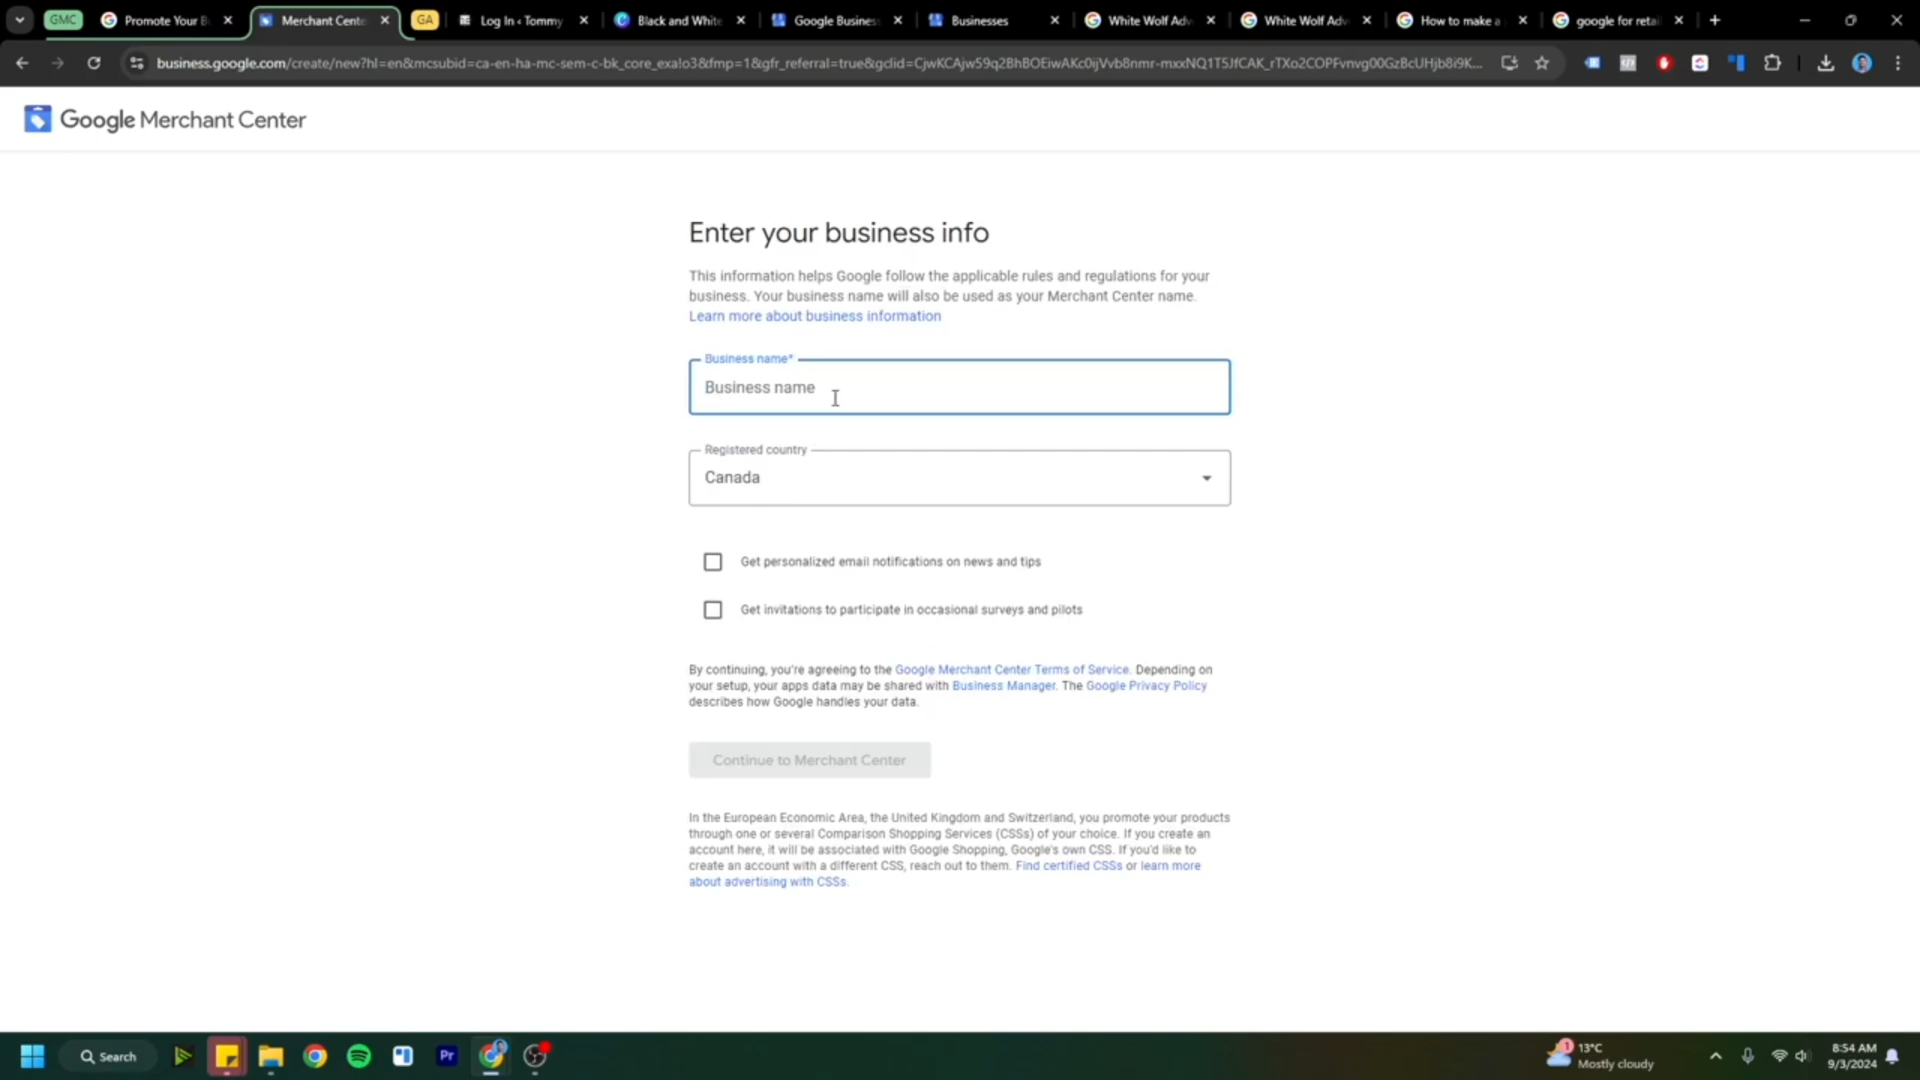 GMC
Promote Your B
Merchant Cente
GA
Log In ‹ Tommy
Black and White
Google Business
Businesses
White Wolf Adv
White Wolf Adv
How to make a
google for retai
business.google.com/create/new?hl=en&mcsubid=ca-en-ha-mc-sem-c-bk_core_exa!o3&fmp=1&gfr_referral=true&gclid=
Google Merchant Center
Enter your business info
This information helps Google follow the applicable rules and regulations for your
business. Your business name will also be used as your Merchant Center name.
Learn more about business information
Business name*
Business name
Registered country
Canada
Get personalized email notifications on news and tips
Get invitations to participate in occasional surveys and pilots
By continuing, you're agreeing to the Google Merchant Center Terms of Service. Depending on
your setup, your apps data may be shared with Business Manager. The Google Privacy Policy
describes how Google handles your data.
Continue to Merchant Center
In the European Economic Area, the United Kingdom and Switzerland, you promote your products
through one or several Comparison Shopping Services (CSSs) of your choice. If you create an
account here, it will be associated with Google Shopping, Google's own CSS. If you'd like to
create an account with a different CSS, reach out to them. Find certified CSSs or learn more
about advertising with CSSs.
Search
Pr
1
13°C
Mostly cloudy
8:54 AM
9/3/2024